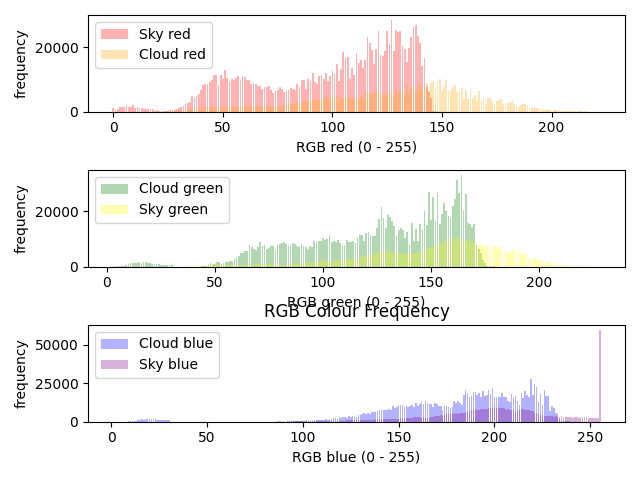 frequency
20000
0
Sky red
Cloud red
0 50 100 150 200
RGB red (0 - 255)
frequency
20000
0
Cloud green
Sky green
0 50 100 150 200
RGB green (0 - 255)
RGB Colour Frequency
frequency
50000
25000
0
Cloud blue
Sky blue
0 50 100 150 200 250
RGB blue (0 - 255)